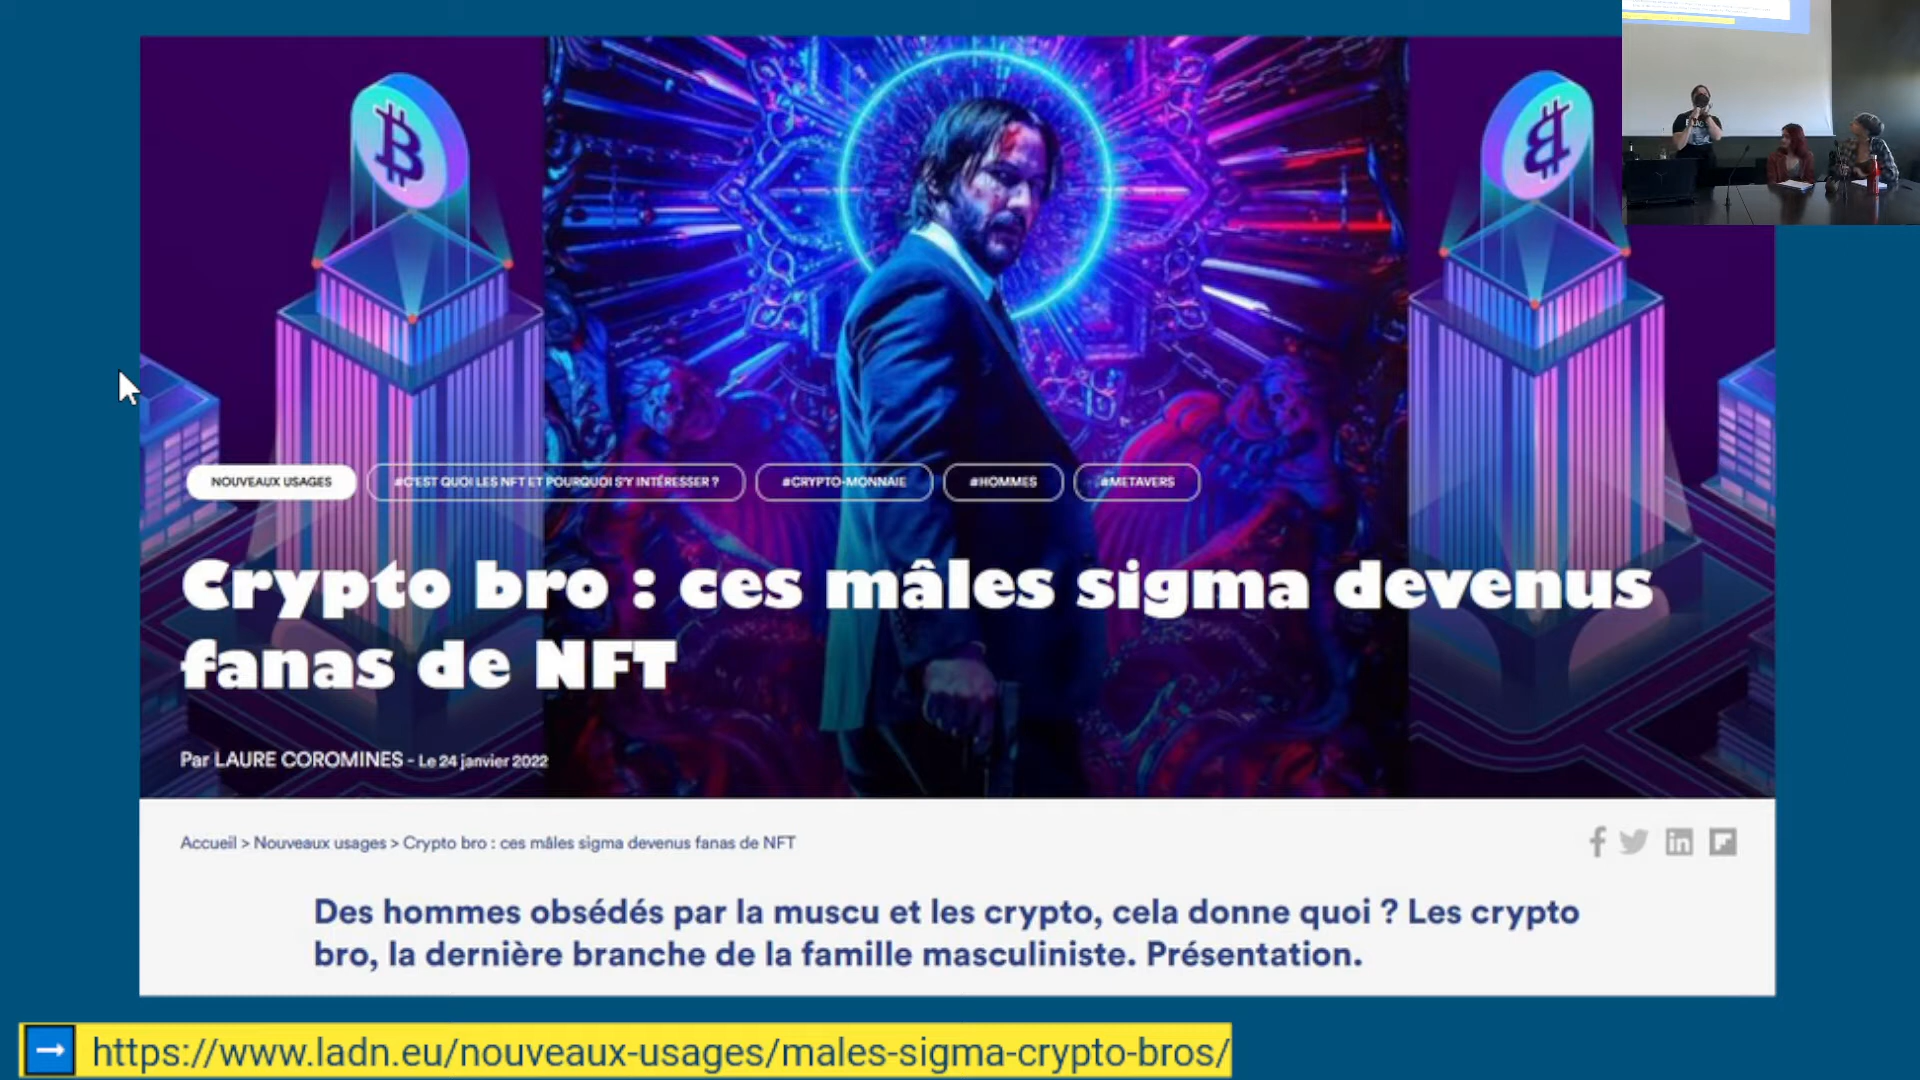 NOUVEAUX USAGES
#C'EST QUOI LES NFT ET POURQUOI S'Y INTÉRESSER ?
#CRYPTO-MONNAIE
#HOMMES
#METAVERS
Crypto bro : ces mâles sigma devenus
fanas de NFT
Par LAURE COROMINES - Le 24 janvier 2022
Accueil > Nouveaux usages > Crypto bro : ces mâles sigma devenus fanas de NFT
Des hommes obsédés par la muscu et les crypto, cela donne quoi ? Les crypto
bro, la dernière branche de la famille masculiniste. Présentation.
https://www.ladn.eu/nouveaux-usages/males-sigma-crypto-bros/